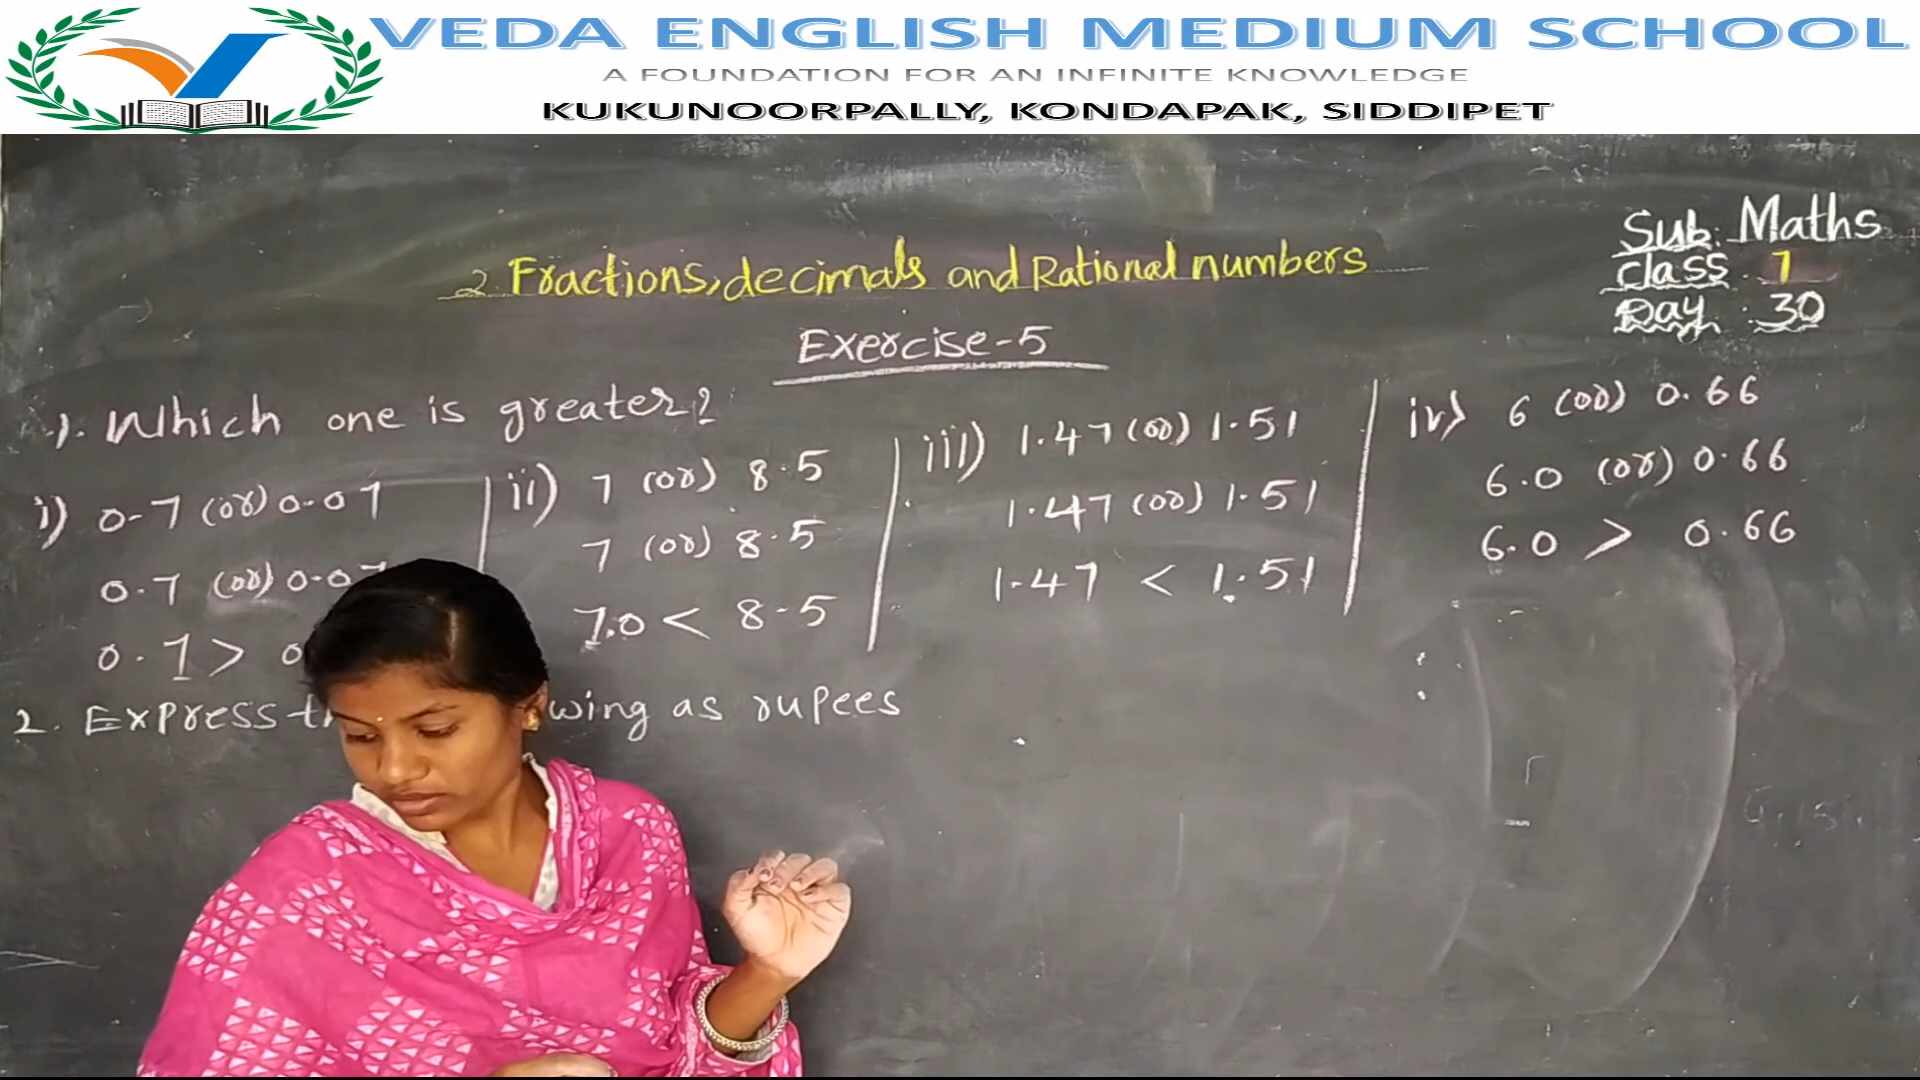 VEDA ENGLISH MEDIUM SCHOOL
A FOUNDATION FOR AN INFINITE KNOWLEDGE
KUKUNOORPALLY, KONDAPAK, SIDDIPET
Sub: Maths
class : 7
Day : 30
2. Fractions, decimals and Rational numbers
Exercise-5
1. Which one is greater?
i) 0.7 (or) 0.07
0.7 (or) 0.07
0.7 > 0
ii) 7 (or) 8.5
7 (or) 8.5
7.0 < 8.5
iii) 1.47 (or) 1.51
1.47 (or) 1.51
1.47 < 1.51
iv) 6 (or) 0.66
6.0 (or) 0.66
6.0 > 0.66
2. Express wing as rupees